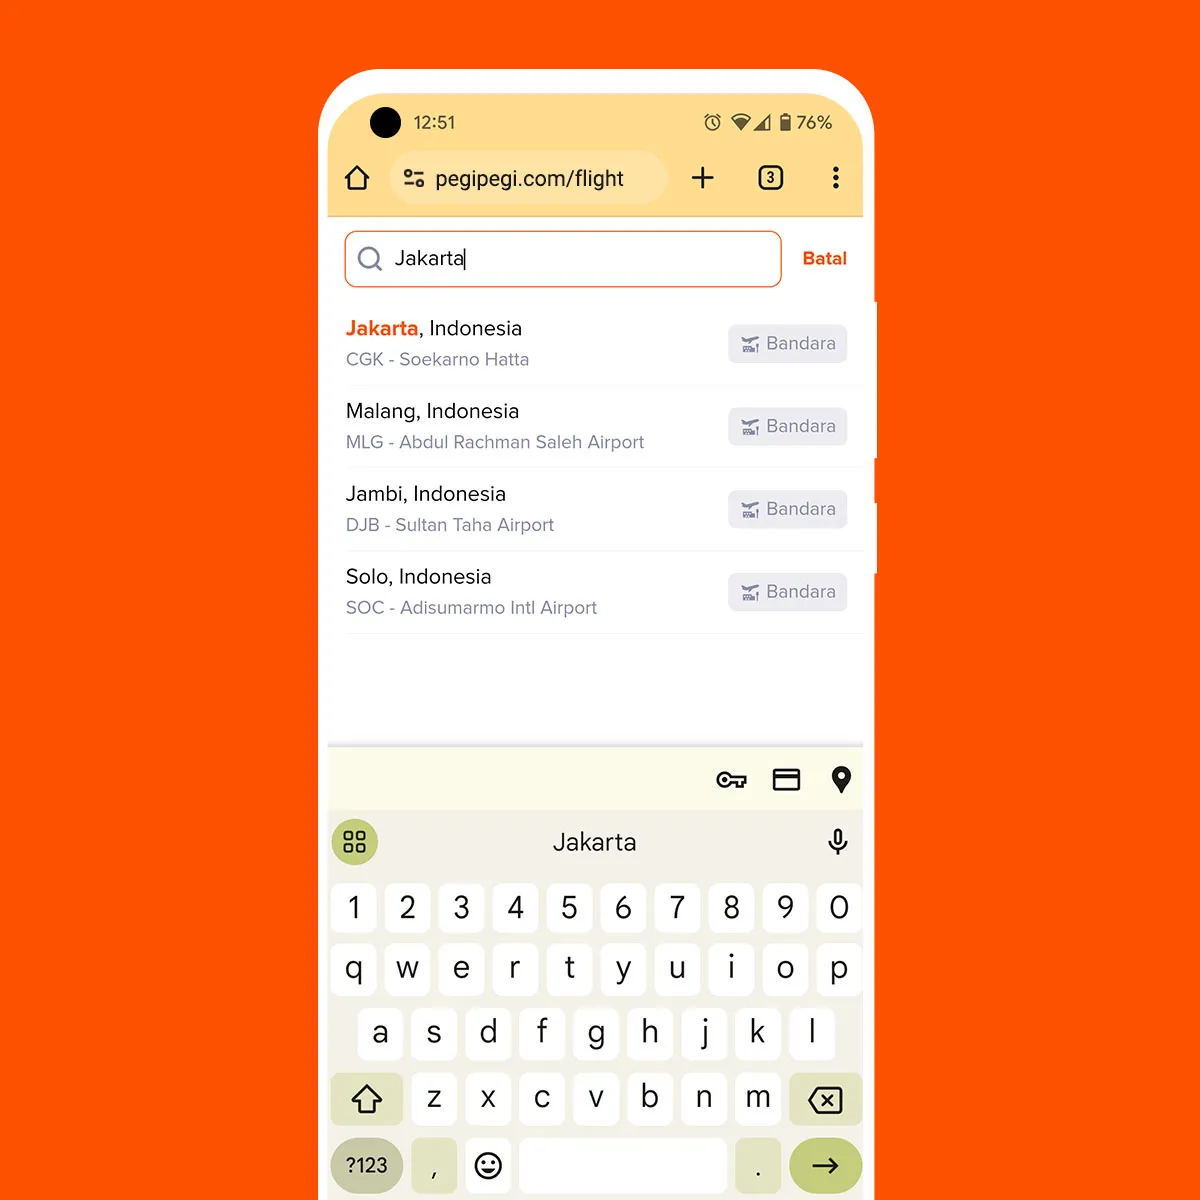 12:51 76%
pegipegi.com/flight 3
Jakarta Batal
Jakarta, Indonesia
CGK - Soekarno Hatta
Bandara
Malang, Indonesia
MLG - Abdul Rachman Saleh Airport
Bandara
Jambi, Indonesia
DJB - Sultan Taha Airport
Bandara
Solo, Indonesia
SOC - Adisumarmo Intl Airport
Bandara
Jakarta
1 2 3 4 5 6 7 8 9 0
q w e r t y u i o p
a s d f g h j k l
z x c v b n m
?123 , .